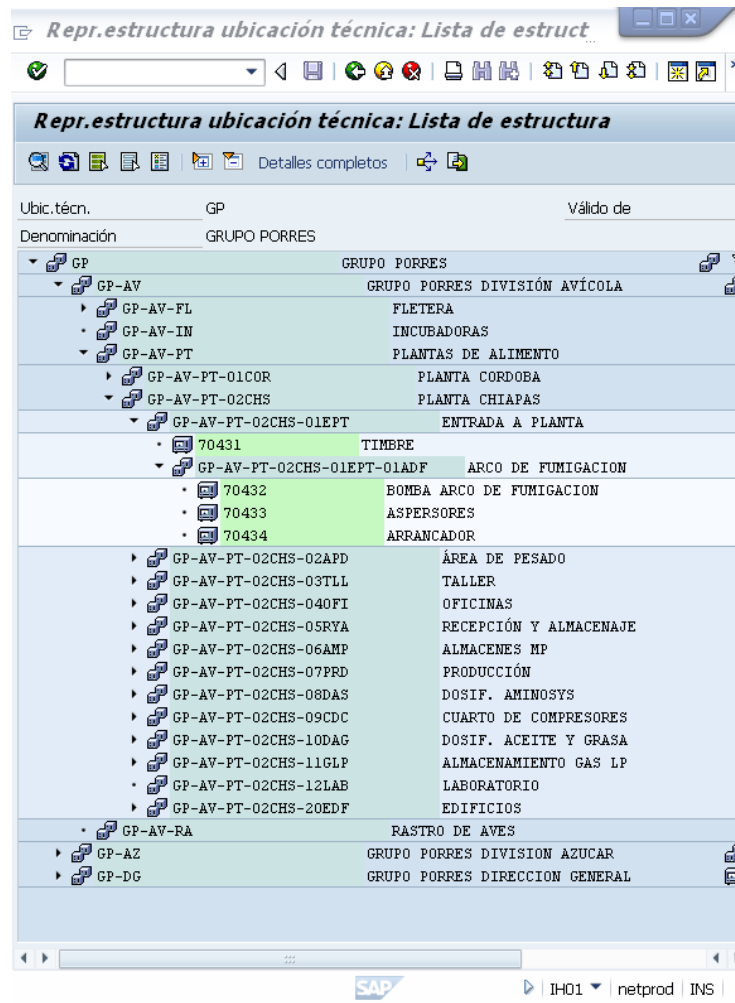 Repr.estructura ubicación técnica: Lista de estruct
Repr.estructura ubicación técnica: Lista de estructura
Detalles completos
Ubic.técn. GP Válido de
Denominación GRUPO PORRES
GP GRUPO PORRES
GP-AV GRUPO PORRES DIVISIÓN AVÍCOLA
GP-AV-FL FLETERA
GP-AV-IN INCUBADORAS
GP-AV-PT PLANTAS DE ALIMENTO
GP-AV-PT-01COR PLANTA CORDOBA
GP-AV-PT-02CHS PLANTA CHIAPAS
GP-AV-PT-02CHS-01EPT ENTRADA A PLANTA
70431 TIMBRE
GP-AV-PT-02CHS-01EPT-01ADF ARCO DE FUMIGACION
70432 BOMBA ARCO DE FUMIGACION
70433 ASPERSORES
70434 ARRANCADOR
GP-AV-PT-02CHS-02APD ÁREA DE PESADO
GP-AV-PT-02CHS-03TLL TALLER
GP-AV-PT-02CHS-04OFI OFICINAS
GP-AV-PT-02CHS-05RYA RECEPCIÓN Y ALMACENAJE
GP-AV-PT-02CHS-06AMP ALMACENES MP
GP-AV-PT-02CHS-07PRD PRODUCCIÓN
GP-AV-PT-02CHS-08DAS DOSIF. AMINOSYS
GP-AV-PT-02CHS-09CDC CUARTO DE COMPRESORES
GP-AV-PT-02CHS-10DAG DOSIF. ACEITE Y GRASA
GP-AV-PT-02CHS-11GLP ALMACENAMIENTO GAS LP
GP-AV-PT-02CHS-12LAB LABORATORIO
GP-AV-PT-02CHS-20EDF EDIFICIOS
GP-AV-RA RASTRO DE AVES
GP-AZ GRUPO PORRES DIVISION AZUCAR
GP-DG GRUPO PORRES DIRECCION GENERAL
SAP IH01 netprod INS